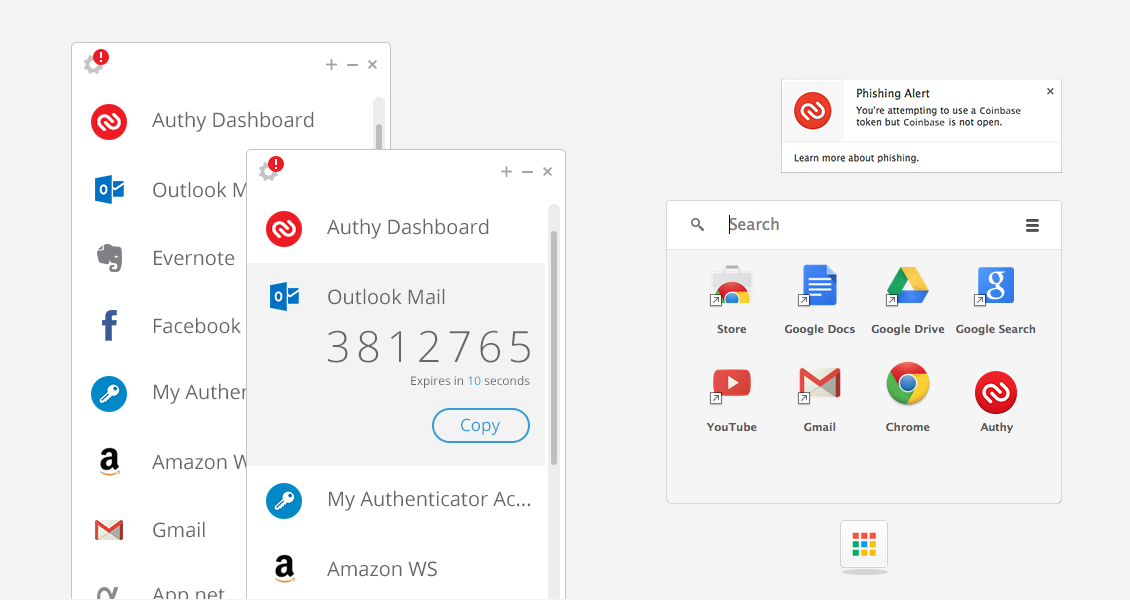 Authy Dashboard
Outlook M
Evernote
Facebook
My Authen
Amazon W
Gmail
App.net
Authy Dashboard
Outlook Mail
3812765
Expires in 10 seconds
Copy
My Authenticator Ac...
Amazon WS
Phishing Alert
You're attempting to use a Coinbase
token but Coinbase is not open.
Learn more about phishing.
Search
Store
Google Docs
Google Drive
Google Search
YouTube
Gmail
Chrome
Authy